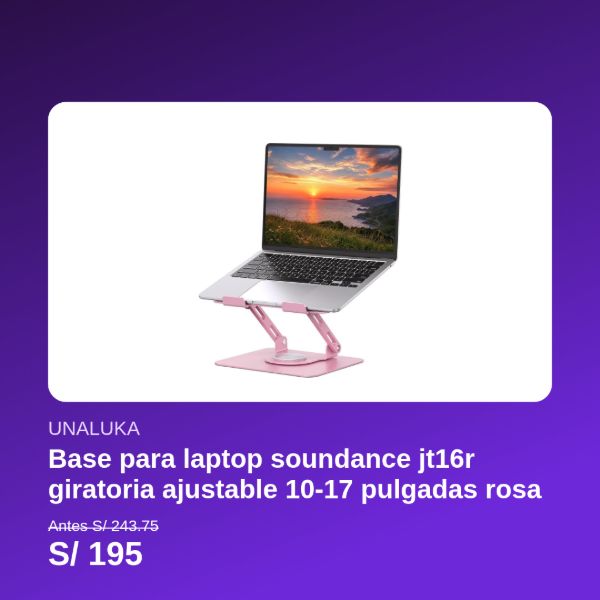 UNALUKA
Base para laptop soundance jt16r
giratoria ajustable 10-17 pulgadas rosa
Antes S/ 243.75
S/ 195